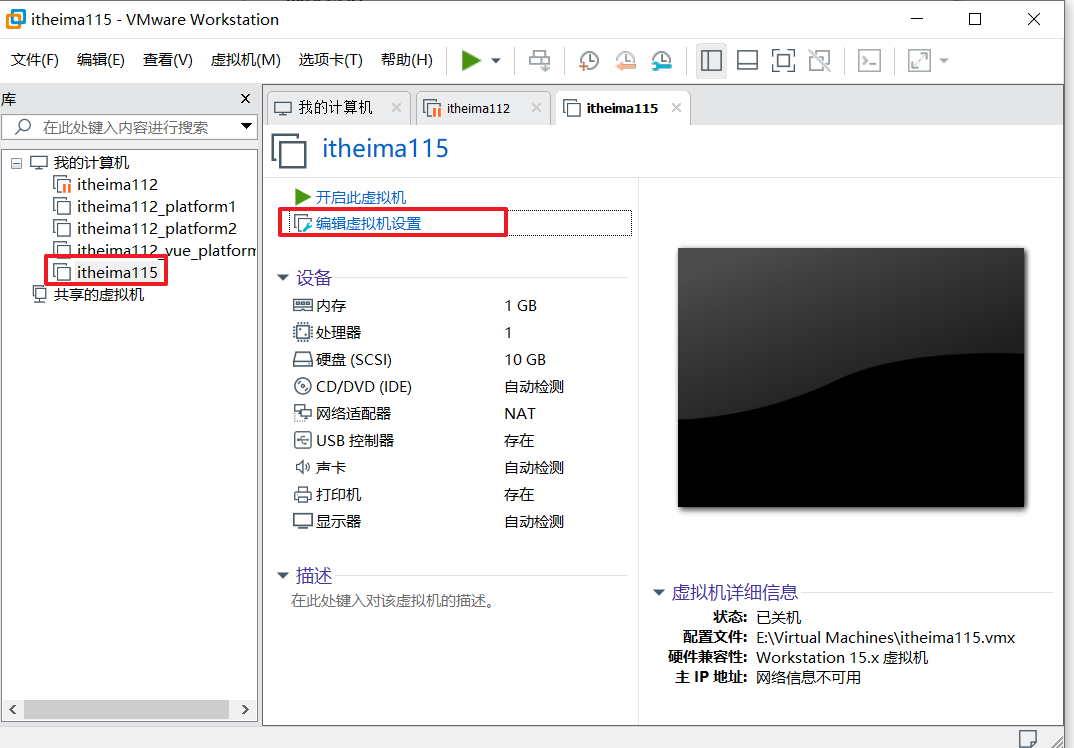 itheima115 - VMware Workstation
文件(F) 编辑(E) 查看(V) 虚拟机(M) 选项卡(T) 帮助(H)
库
在此处键入内容进行搜索
我的计算机
itheima112
itheima112_platform1
itheima112_platform2
itheima112_vue_platform
itheima115
共享的虚拟机
我的计算机 itheima112 itheima115
itheima115
开启此虚拟机
编辑虚拟机设置
设备
内存 1 GB
处理器 1
硬盘 (SCSI) 10 GB
CD/DVD (IDE) 自动检测
网络适配器 NAT
USB 控制器 存在
声卡 自动检测
打印机 存在
显示器 自动检测
描述
在此处键入对该虚拟机的描述。
虚拟机详细信息
状态: 已关机
配置文件: E:\Virtual Machines\itheima115.vmx
硬件兼容性: Workstation 15.x 虚拟机
主 IP 地址: 网络信息不可用